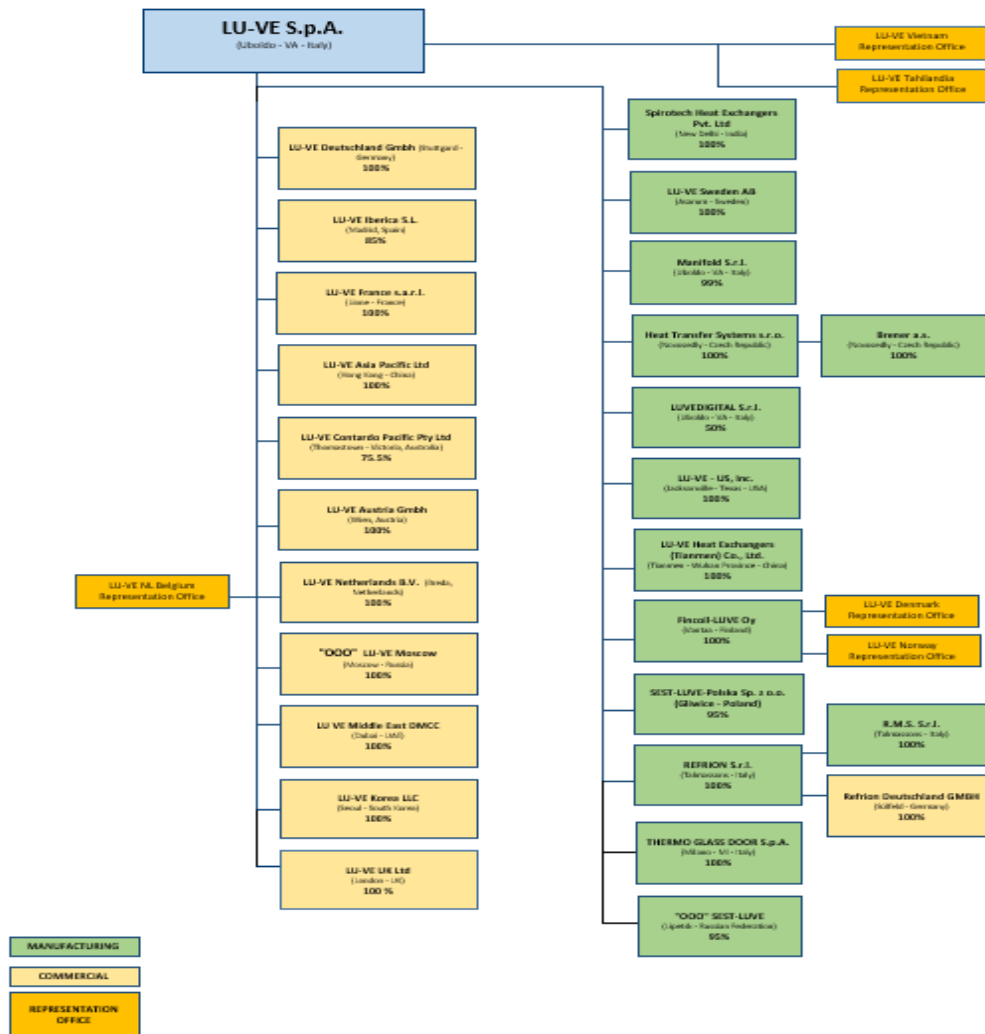 LU-VE S.p.A.
(Uboldo - VA - Italy)
LU-VE Vietnam
Representation Office
LU-VE Tahilandia
Representation Office
LU-VE Deutschland Gmbh (Stuttgard -
Germany)
100%
LU-VE Iberica S.L.
(Madrid, Spain)
85%
LU-VE France s.a.r.l.
(Lione - France)
100%
LU-VE Asia Pacific Ltd
(Hong Kong - China)
100%
LU-VE Contardo Pacific Pty Ltd
(Thomastown - Victoria, Australia)
75.5%
LU-VE Austria Gmbh
(Wien, Austria)
100%
LU-VE NL Belgium
Representation Office
LU-VE Netherlands B.V. (Breda,
Netherlands)
100%
"OOO" LU-VE Moscow
(Moscow - Russia)
100%
LU-VE Middle East DMCC
(Dubai - UAE)
100%
LU-VE Korea LLC
(Seoul - South Korea)
100%
LU-VE UK Ltd
(London - UK)
100 %
Spirotech Heat Exchangers
Pvt. Ltd
(New Delhi - India)
100%
LU-VE Sweden AB
(Asarum - Sweden)
100%
Manifold S.r.l.
(Uboldo - VA - Italy)
99%
Heat Transfer Systems s.r.o.
(Novosedly - Czech Republic)
100%
Brener a.s.
(Novosedly - Czech Republic)
100%
LUVEDIGITAL S.r.l.
(Uboldo - VA - Italy)
50%
LU-VE - US, Inc.
(Jacksonville - Texas - USA)
100%
LU-VE Heat Exchangers
(Tianmen) Co., Ltd.
(Tianmen - Wuhan Province - China)
100%
Fincoil-LUVE Oy
(Vantaa - Finland)
100%
LU-VE Denmark
Representation Office
LU-VE Norway
Representation Office
SEST-LUVE-Polska Sp. z o.o.
(Gliwice - Poland)
95%
REFRION S.r.l.
(Talmassons - Italy)
100%
R.M.S. S.r.l.
(Talmassons - Italy)
100%
Refrion Deutschland GMBH
(Germany)
100%
THERMO GLASS DOOR S.p.A.
(Milano - MI - Italy)
100%
"OOO" SEST-LUVE
(Lipetsk - Russian Federation)
95%
MANUFACTURING
COMMERCIAL
REPRESENTATION
OFFICE